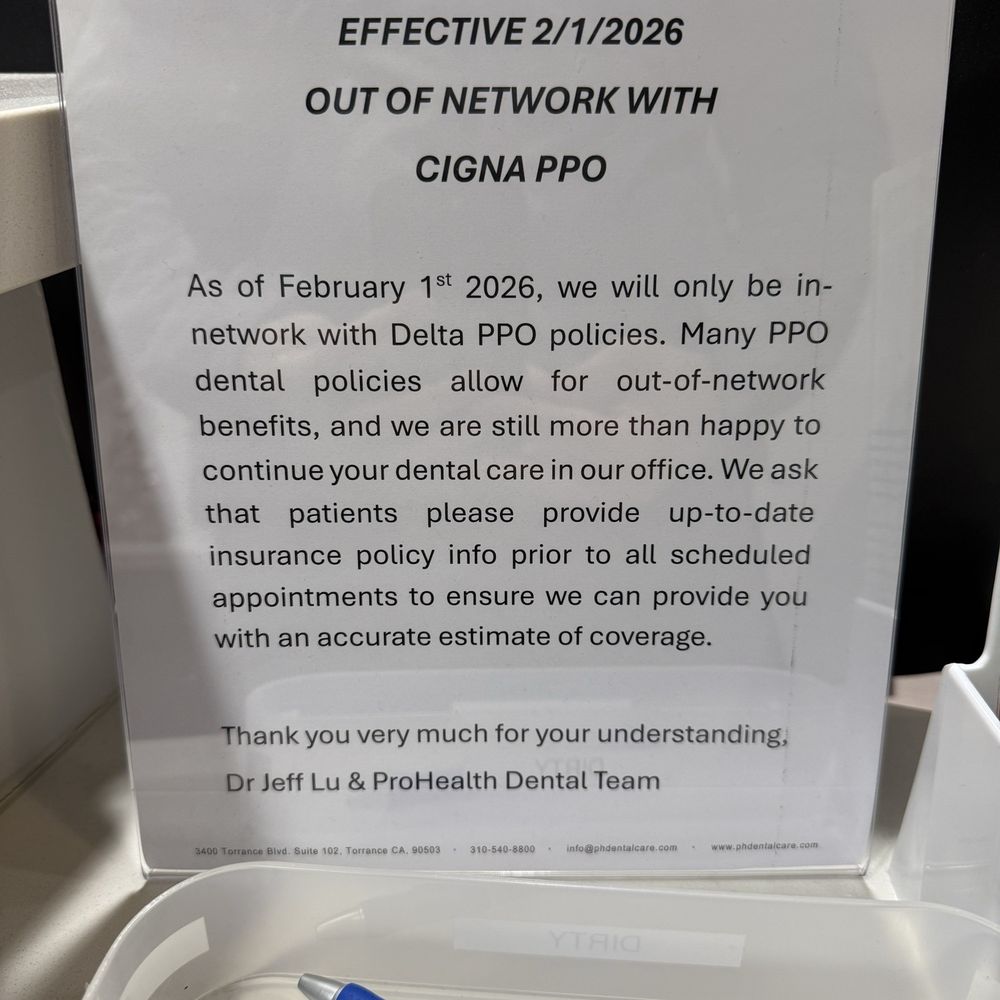 EFFECTIVE 2/1/2026
OUT OF NETWORK WITH
CIGNA PPO
As of February 1st 2026, we will only be in-
network with Delta PPO policies. Many PPO
dental policies allow for out-of-network
benefits, and we are still more than happy to
continue your dental care in our office. We ask
that patients please provide up-to-date
insurance policy info prior to all scheduled
appointments to ensure we can provide you
with an accurate estimate of coverage.
Thank you very much for your understanding,
Dr Jeff Lu & ProHealth Dental Team
3400 Torrance Blvd. Suite 102, Torrance CA, 90503 · 310-540-8800 · info@phdentalcare.com · www.phdentalcare.com
DIRTY